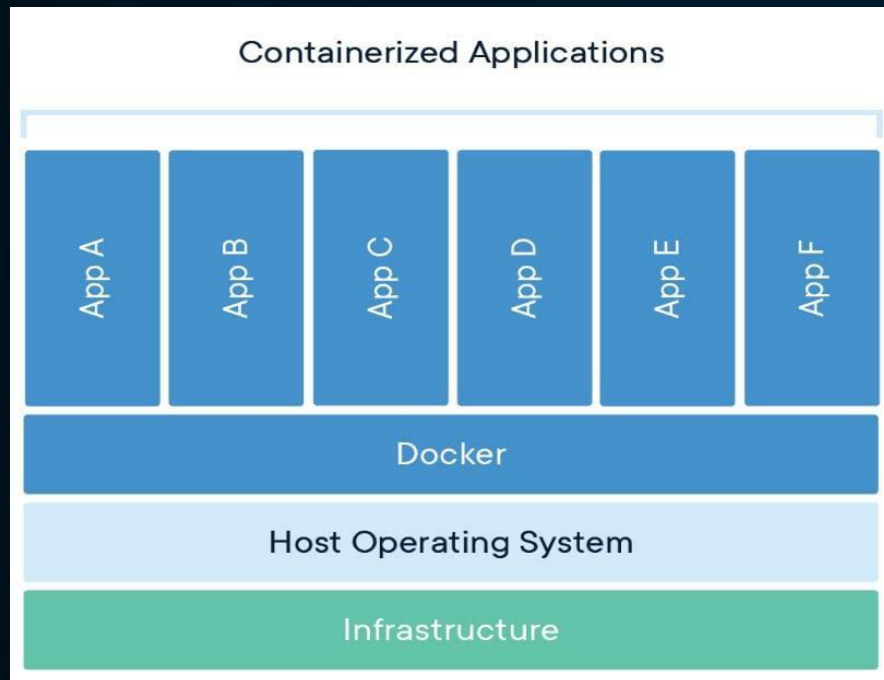 Containerized Applications
App A
App B
App C
App D
App E
App F
Docker
Host Operating System
Infrastructure